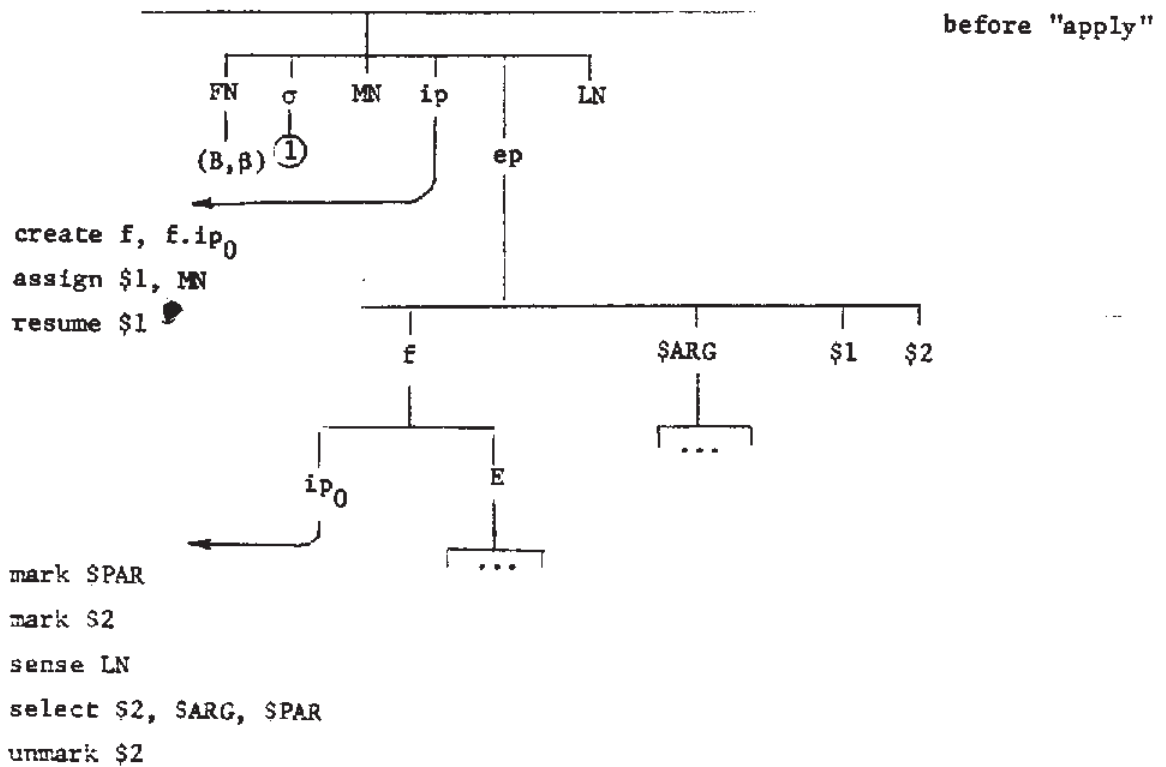 before "apply"
FN σ MN ip LN
(B,β) 1 ep
create f, f.ip0
assign $1, MN
resume $1
f $ARG $1 $2
...
ip0 E
...
mark $PAR
mark $2
sense LN
select $2, $ARG, $PAR
unmark $2